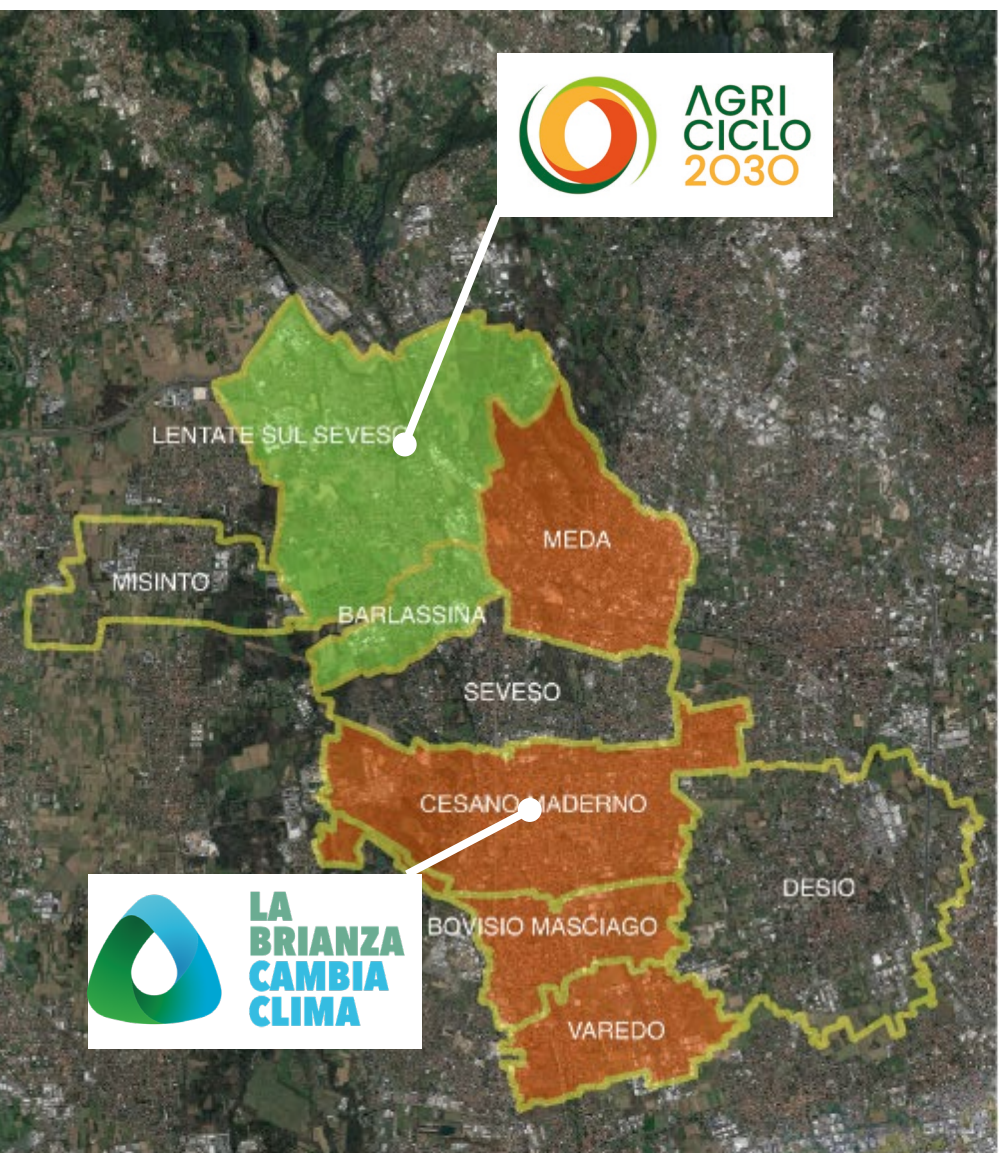 AGRI
CICLO
2030
LENTATE SUL SEVESO
MEDA
MISINTO
BARLASSINA
SEVESO
CESANO MADERNO
DESIO
LA
BRIANZA
CAMBIA
CLIMA
BOVISIO MASCIAGO
VAREDO